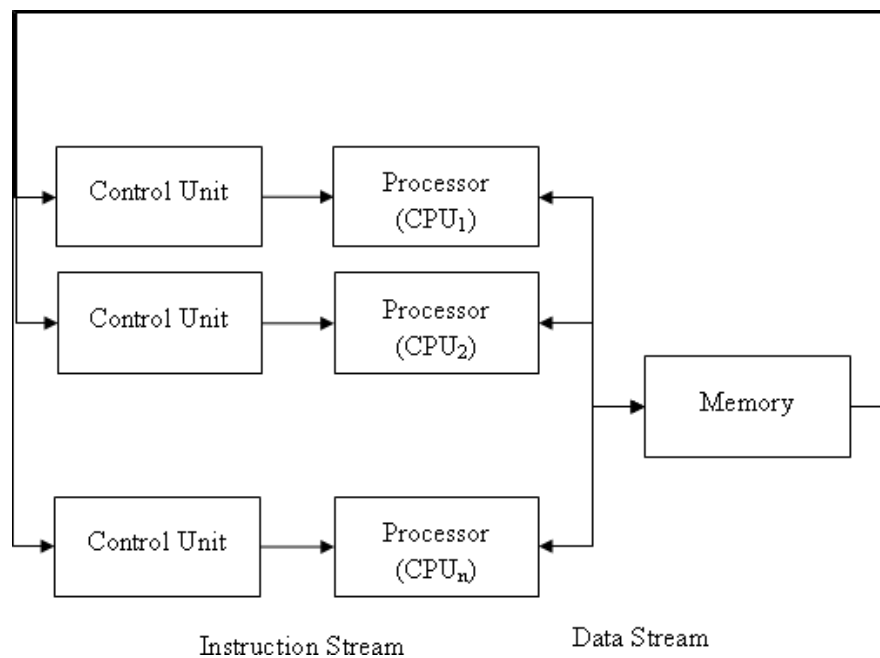 Control Unit
Processor
(CPU₁)
Control Unit
Processor
(CPU₂)
Memory
Control Unit
Processor
(CPUₙ)
Instruction Stream
Data Stream